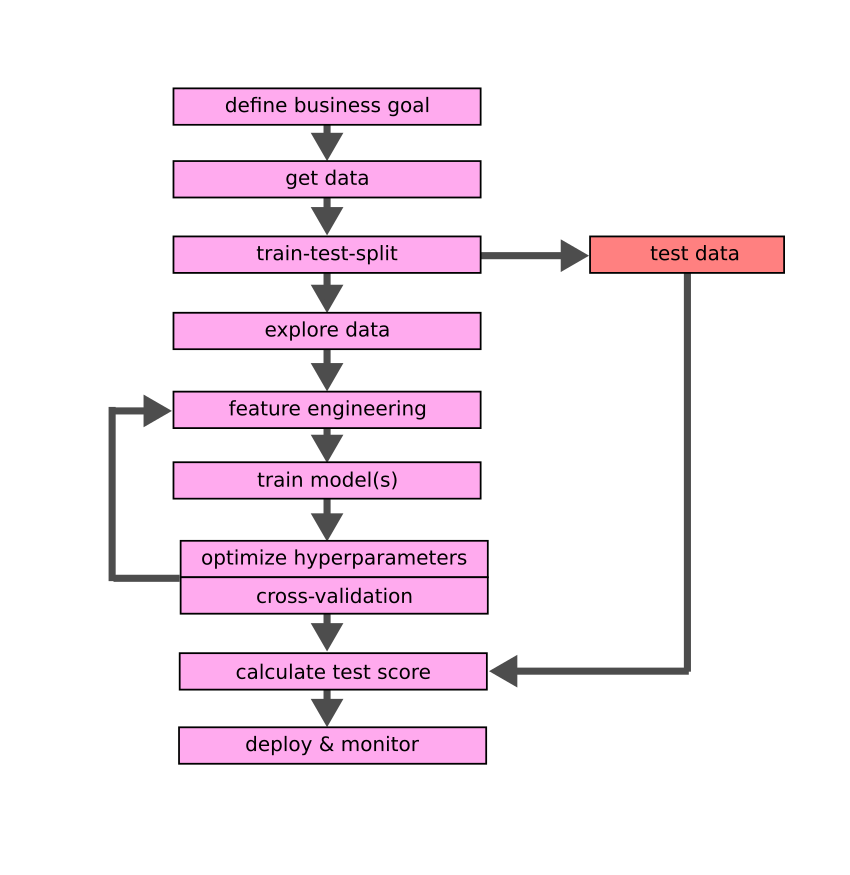 define business goal
get data
train-test-split
test data
explore data
feature engineering
train model(s)
optimize hyperparameters
cross-validation
calculate test score
deploy & monitor